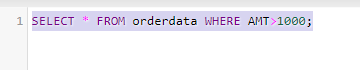 1 SELECT * FROM orderdata WHERE AMT>1000;